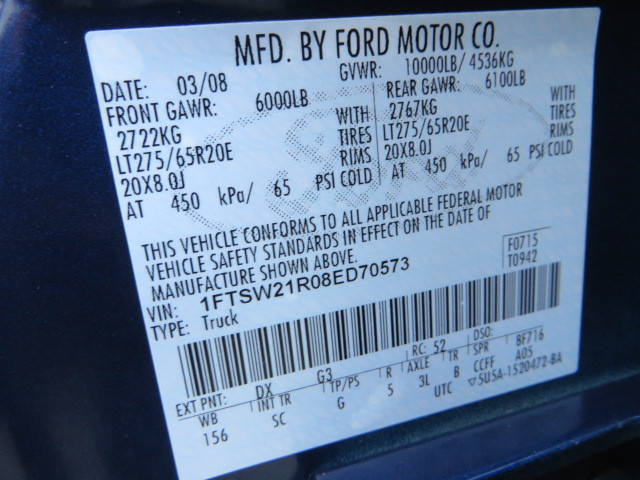 MFD. BY FORD MOTOR CO.
DATE: 03/08 GVWR: 10000LB/ 4536KG
FRONT GAWR: 6000LB REAR GAWR: 6100LB
2722KG WITH 2767KG WITH
LT275/65R20E TIRES LT275/65R20E TIRES
20X8.0J RIMS 20X8.0J RIMS
AT 450 kPa/ 65 PSI COLD AT 450 kPa/ 65 PSI COLD
THIS VEHICLE CONFORMS TO ALL APPLICABLE FEDERAL MOTOR
VEHICLE SAFETY STANDARDS IN EFFECT ON THE DATE OF
MANUFACTURE SHOWN ABOVE. F0715
VIN: 1FTSW21R08ED70573 T0942
TYPE: Truck
EXT PNT: DX G3 RC: 52 DSO:
WB INT TR TP/PS R AXLE TR SPR BF716
156 SC G 5 3L B CCFF A05
UTC ▽5U5A-1520472-BA